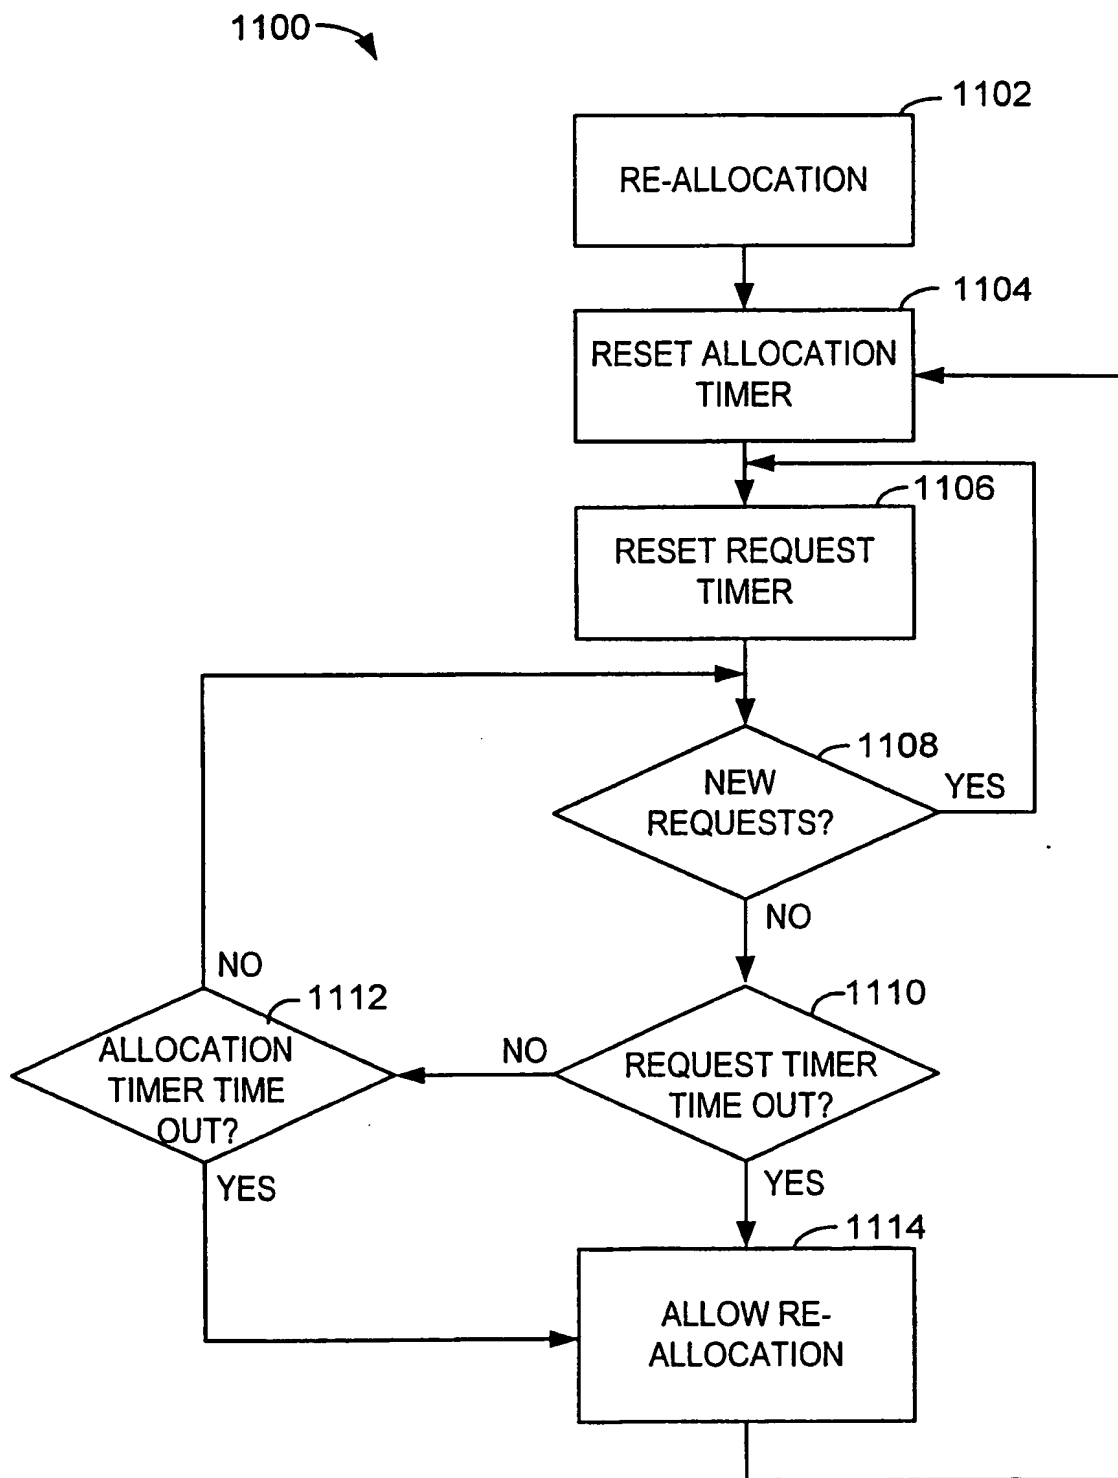 1100
1102
RE-ALLOCATION
1104
RESET ALLOCATION
TIMER
1106
RESET REQUEST
TIMER
1108
NEW
REQUESTS?
YES
NO
NO
1112
ALLOCATION
TIMER TIME
OUT?
NO
1110
REQUEST TIMER
TIME OUT?
YES
YES
1114
ALLOW RE-
ALLOCATION